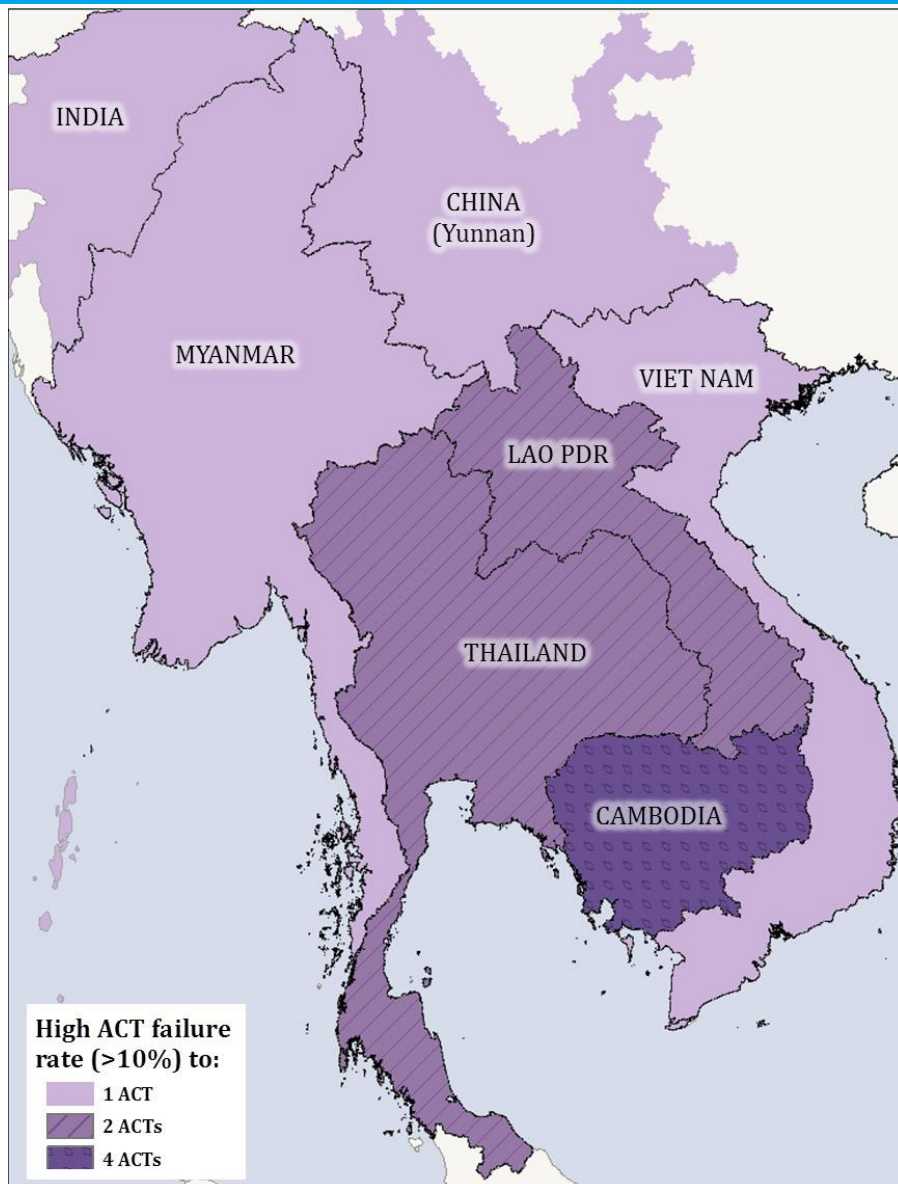 INDIA
CHINA
(Yunnan)
MYANMAR
VIET NAM
LAO PDR
THAILAND
CAMBODIA
High ACT failure
rate (>10%) to:
1 ACT
2 ACTs
4 ACTs